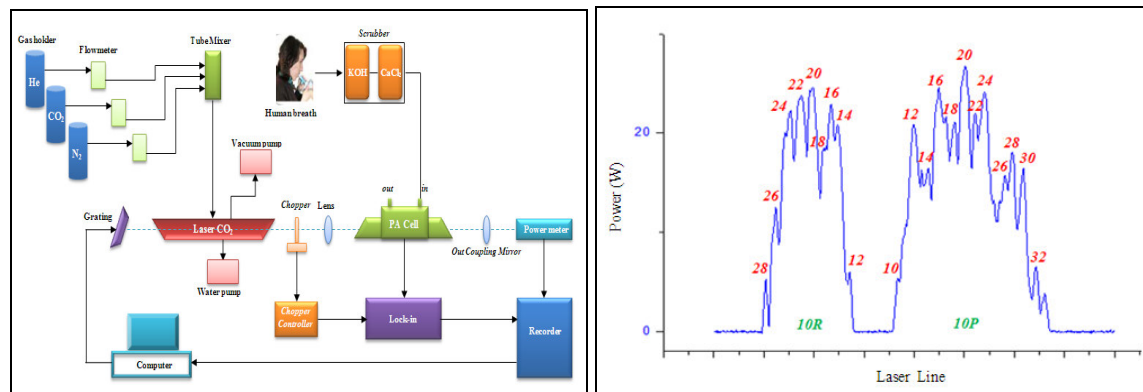 Gas holder
Flowmeter
Tube Mixer
He
CO2
N2
Human breath
Scrubber
KOH
CaCl2
Vacuum pump
out
in
Grating
Laser CO2
Chopper
Lens
PA Cell
Out Coupling Mirror
Power meter
Water pump
Chopper
Controller
Lock-in
Recorder
Computer
Power (W)
20
0
28
26
24
22
20
18
16
14
12
10R
10
12
14
16
18
20
22
24
26
28
30
32
10P
Laser Line